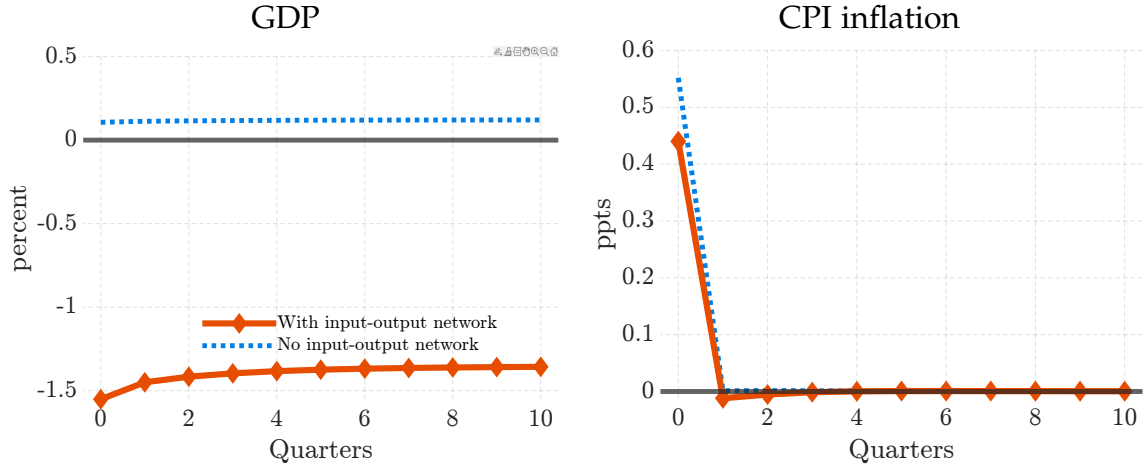 GDP
percent
0.5
0
-0.5
-1
-1.5
With input-output network
No input-output network
0 2 4 6 8 10
Quarters
CPI inflation
ppts
0.6
0.5
0.4
0.3
0.2
0.1
0
0 2 4 6 8 10
Quarters